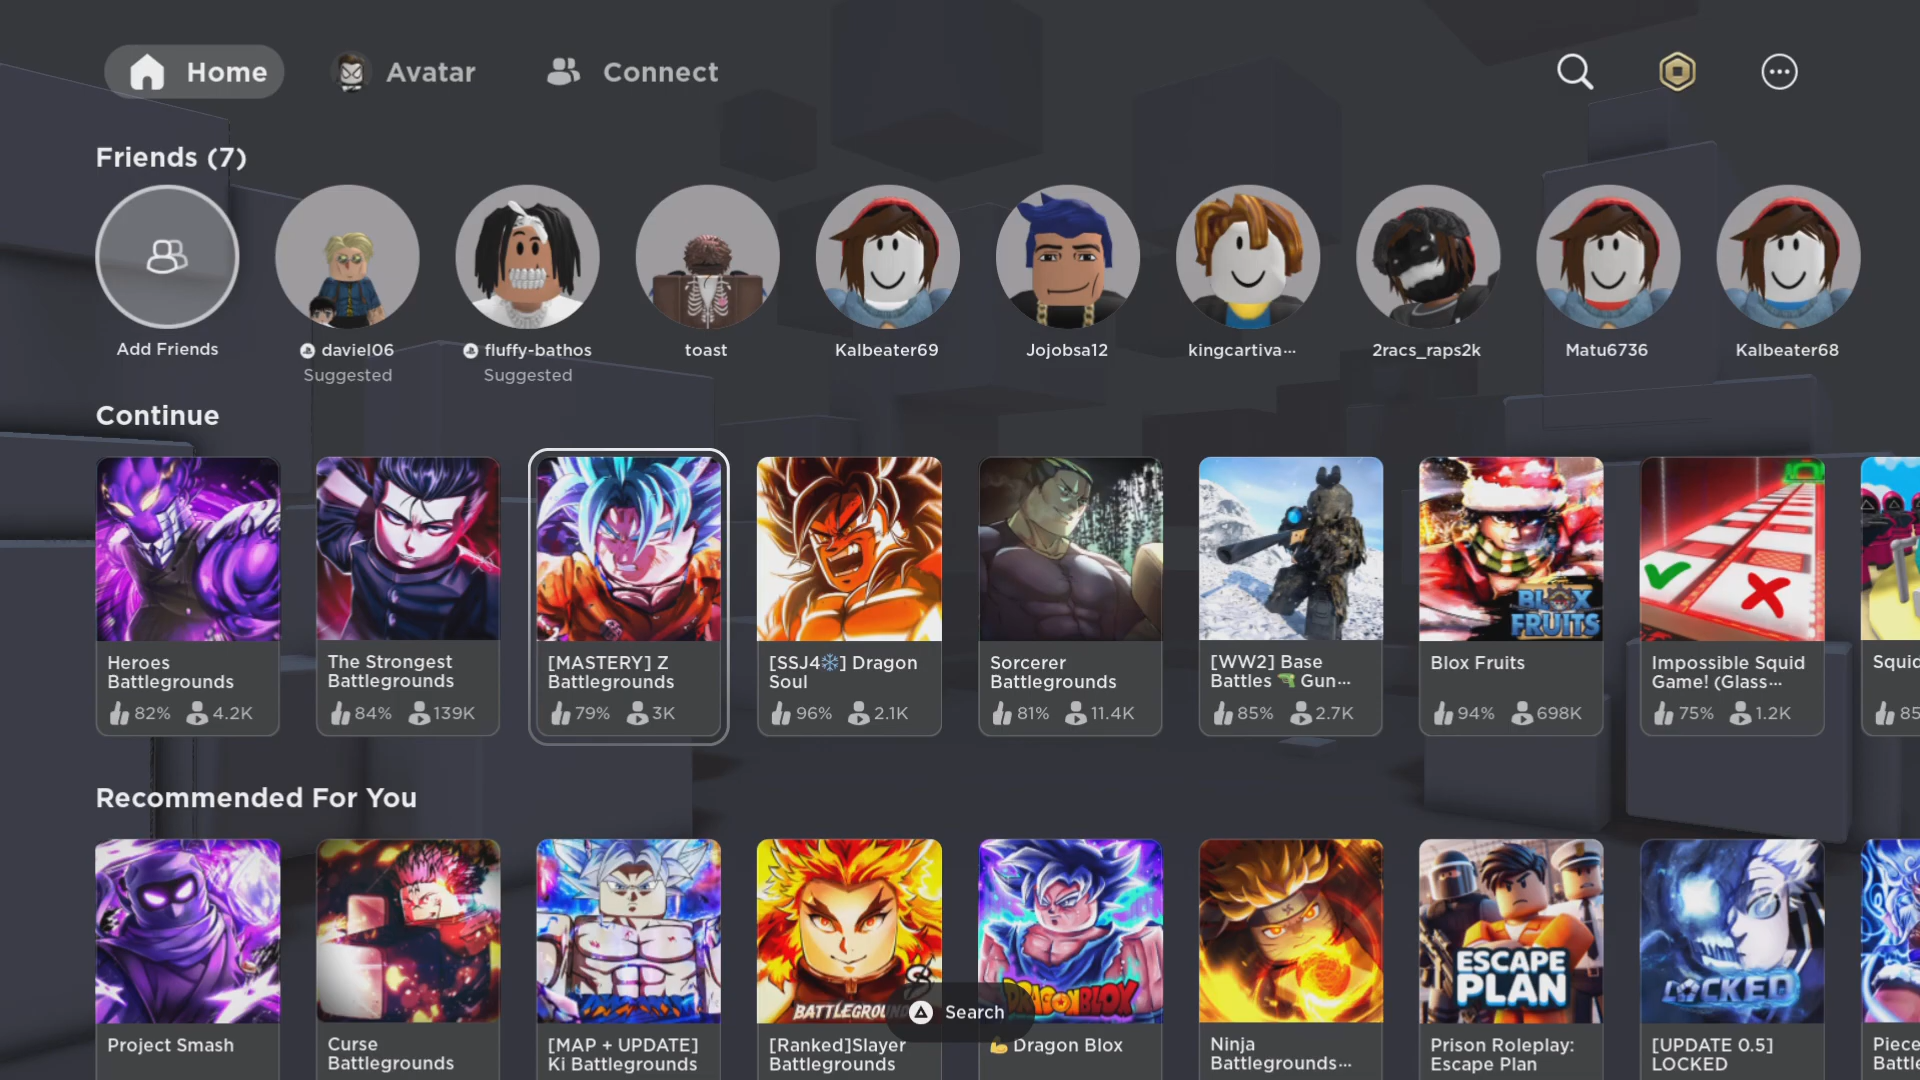 Home
Avatar
Connect
Friends (7)
Add Friends
daviel06
Suggested
fluffy-bathos
Suggested
toast
Kalbeater69
Jojobsa12
kingcartiva...
2racs_raps2k
Matu6736
Kalbeater68
Continue
BLOX
FRUITS
Heroes
Battlegrounds
82% 4.2K
The Strongest
Battlegrounds
84% 139K
[MASTERY] Z
Battlegrounds
79% 3K
[SSJ4❄️] Dragon
Soul
96% 2.1K
Sorcerer
Battlegrounds
81% 11.4K
[WW2] Base
Battles 🔫 Gun...
85% 2.7K
Blox Fruits
94% 698K
Impossible Squid
Game! (Glass...
75% 1.2K
Squid
85
Recommended For You
BATTLEGROUN
DRAGON BLOX
ESCAPE
PLAN
LOCKED
Search
Project Smash
Curse
Battlegrounds
[MAP + UPDATE]
Ki Battlegrounds
[Ranked]Slayer
Battlegrounds
💪Dragon Blox
Ninja
Battlegrounds...
Prison Roleplay:
Escape Plan
[UPDATE 0.5]
LOCKED
Piece
Battle